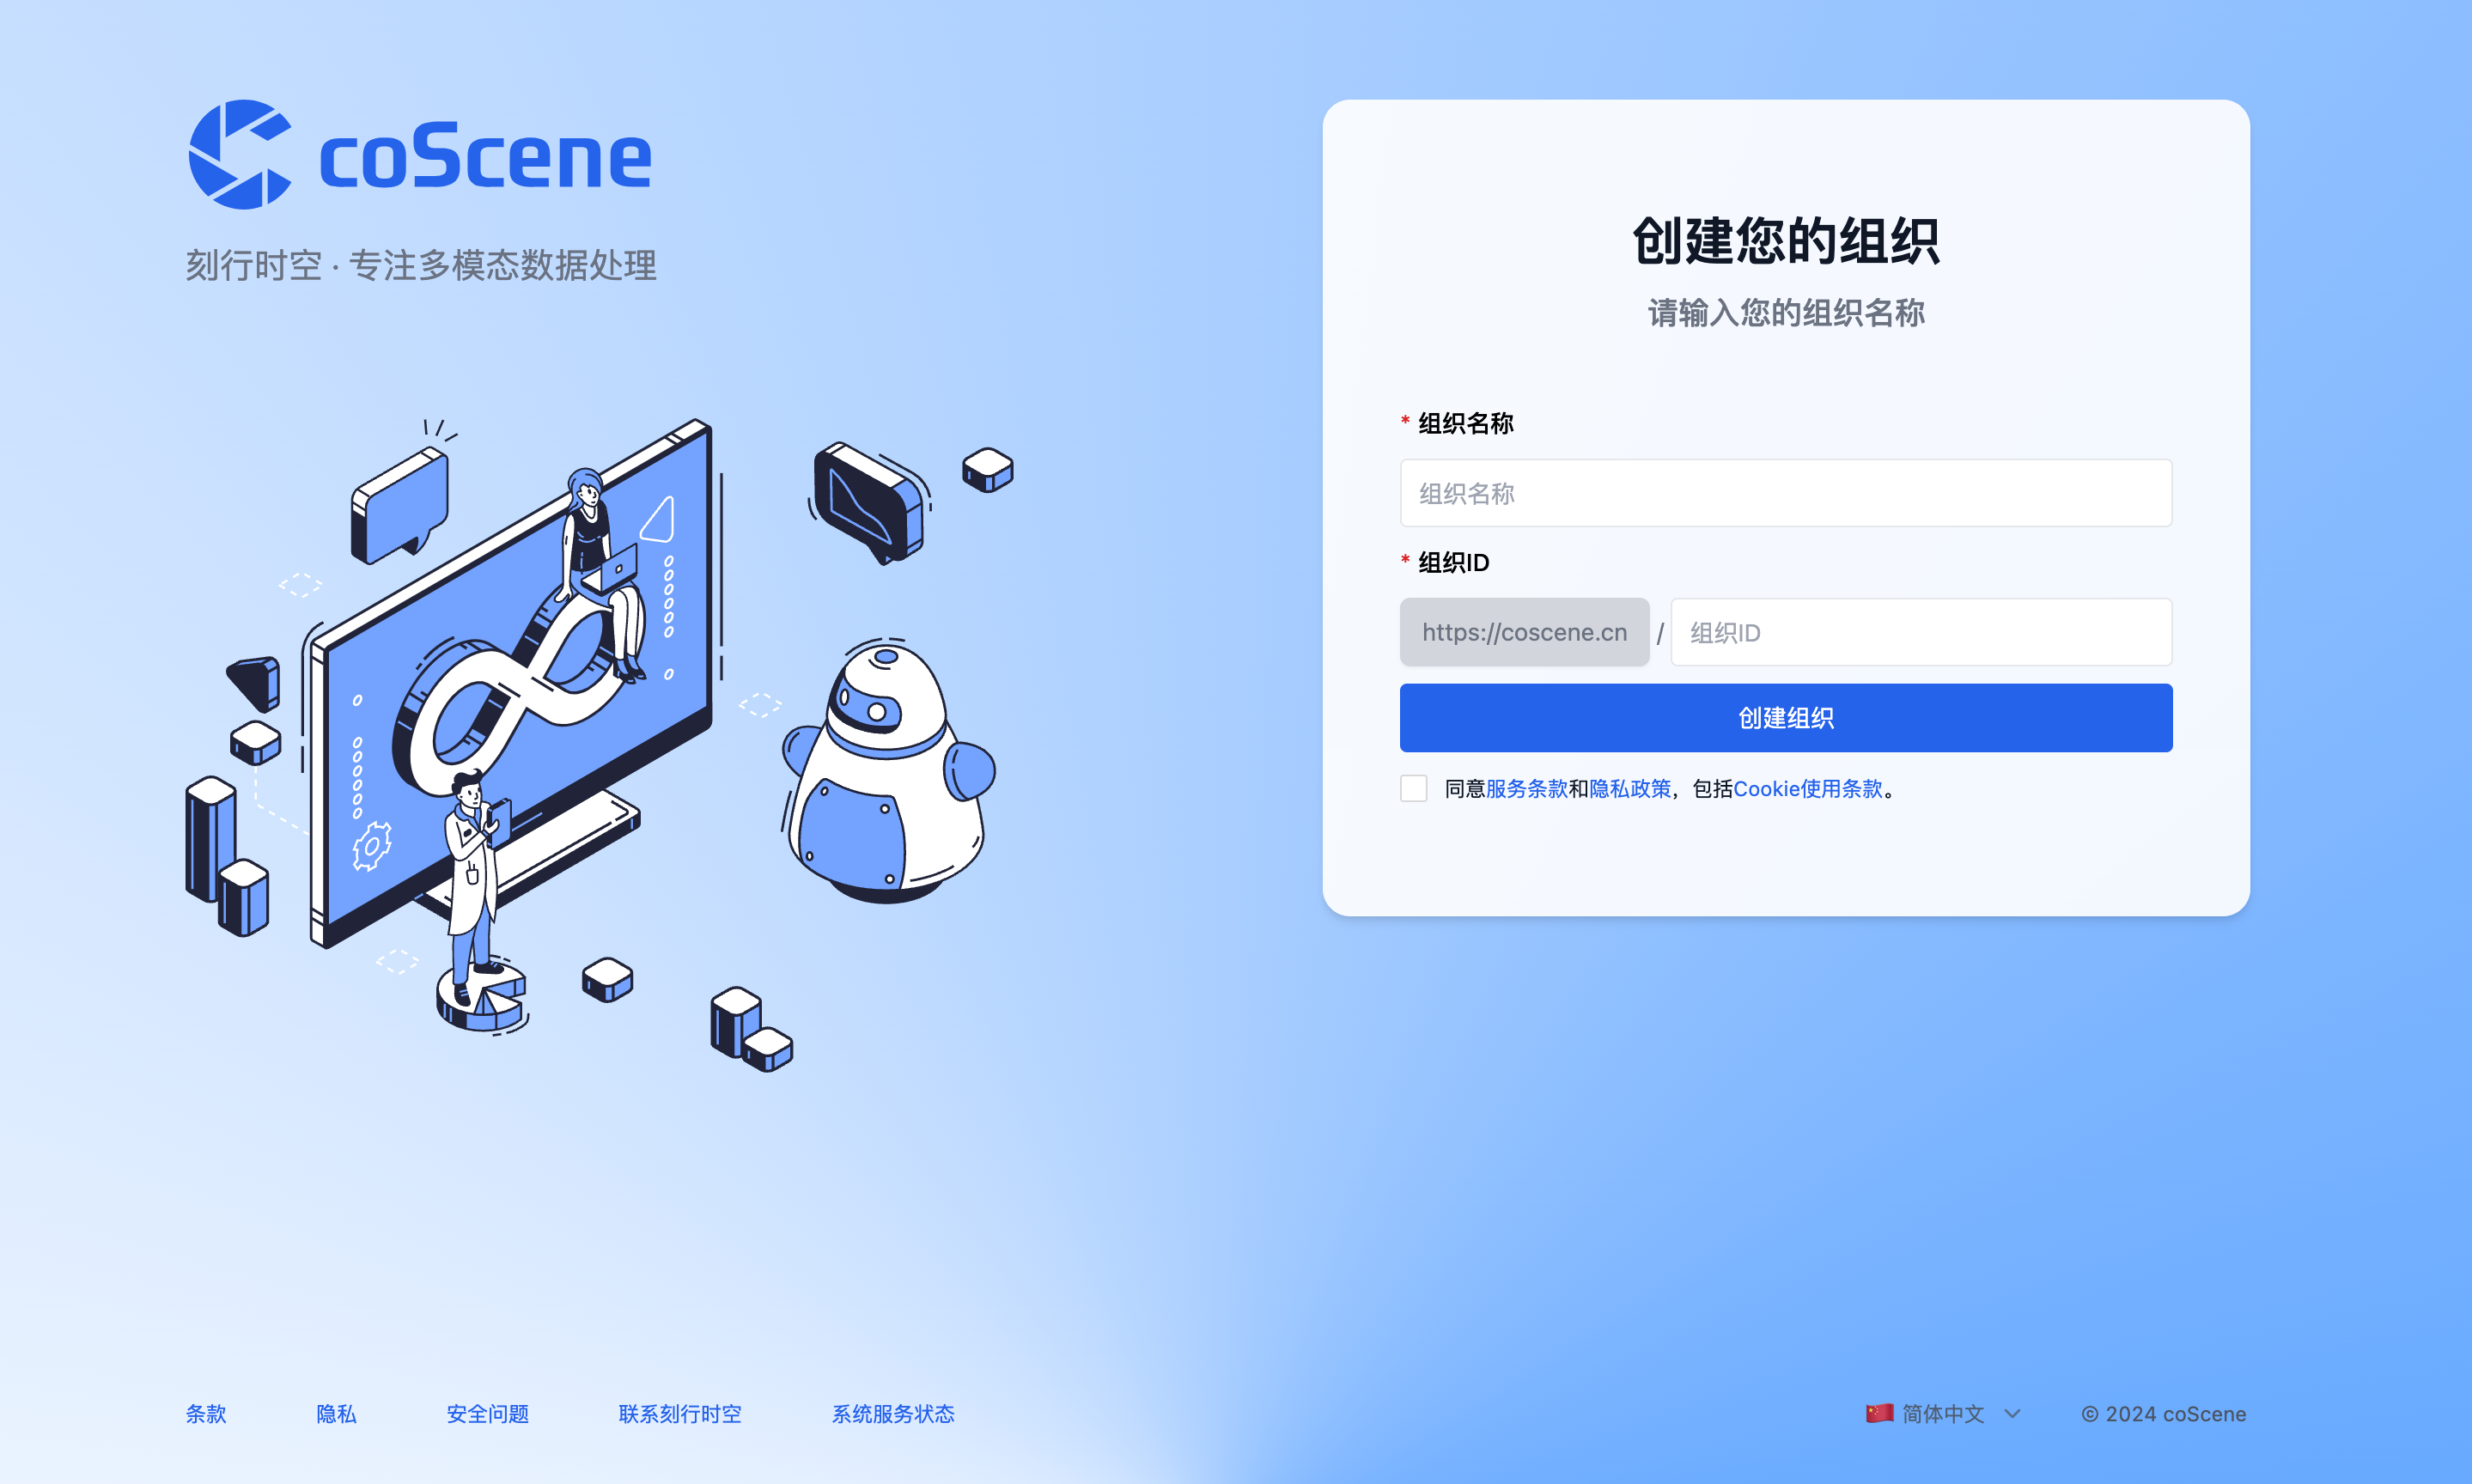 coScene
刻行时空 · 专注多模态数据处理
创建您的组织
请输入您的组织名称
* 组织名称
组织名称
* 组织ID
https://coscene.cn / 组织ID
创建组织
同意服务条款和隐私政策，包括Cookie使用条款。
条款 隐私 安全问题 联系刻行时空 系统服务状态 简体中文 © 2024 coScene